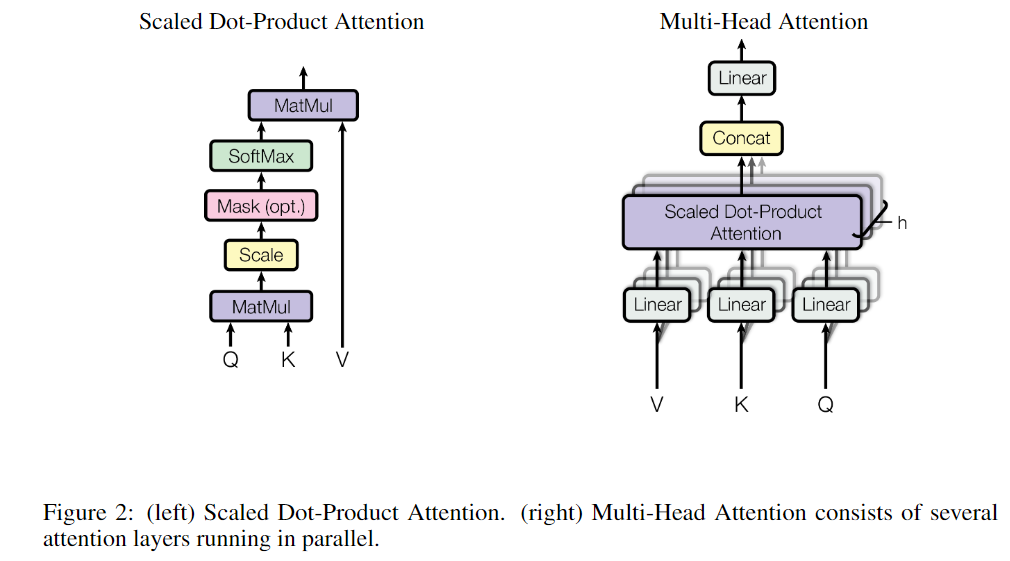 Scaled Dot-Product Attention
MatMul
SoftMax
Mask (opt.)
Scale
MatMul
Q K V
Multi-Head Attention
Linear
Concat
Scaled Dot-Product
Attention
h
Linear Linear Linear
V K Q
Figure 2: (left) Scaled Dot-Product Attention. (right) Multi-Head Attention consists of several
attention layers running in parallel.